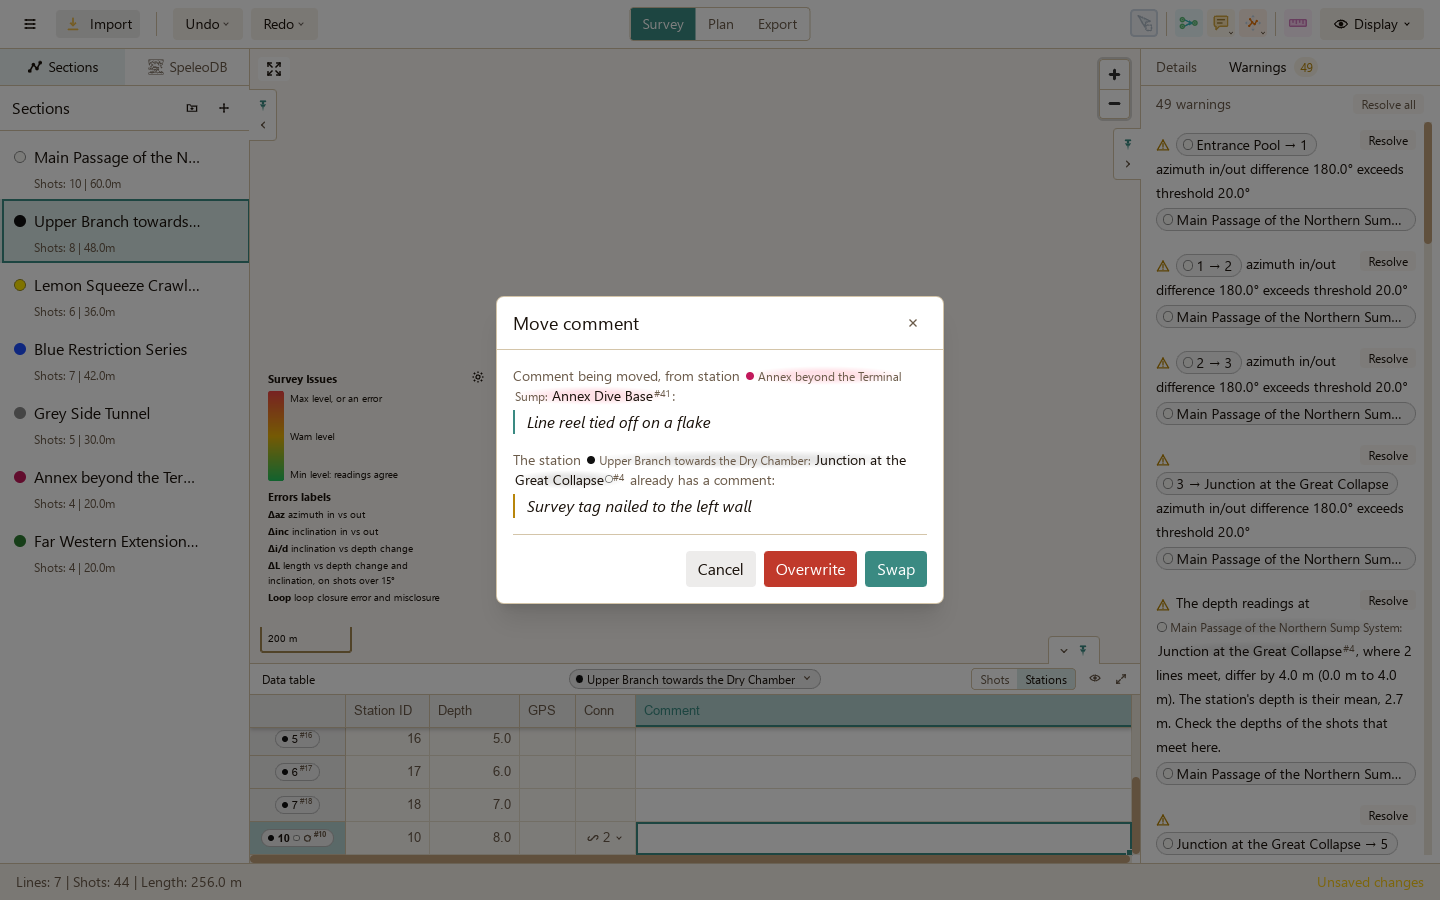 Import
Undo
Redo
Survey
Plan
Export
Display
Sections
SpeleoDB
Sections
Main Passage of the N...
Shots: 10 | 60.0m
Upper Branch towards...
Shots: 8 | 48.0m
Lemon Squeeze Crawl...
Shots: 6 | 36.0m
Blue Restriction Series
Shots: 7 | 42.0m
Grey Side Tunnel
Shots: 5 | 30.0m
Annex beyond the Ter...
Shots: 4 | 20.0m
Far Western Extension...
Shots: 4 | 20.0m
Survey Issues
Max level, or an error
Warn level
Min level: readings agree
Errors labels
Δaz azimuth in vs out
Δinc inclination in vs out
Δi/d inclination vs depth change
ΔL length vs depth change and
inclination, on shots over 15°
Loop loop closure error and misclosure
200 m
Move comment
Comment being moved, from station Annex beyond the Terminal
Sump: Annex Dive Base#41:
Line reel tied off on a flake
The station Upper Branch towards the Dry Chamber: Junction at the
Great Collapse#4 already has a comment:
Survey tag nailed to the left wall
Cancel
Overwrite
Swap
Data table
Upper Branch towards the Dry Chamber
Shots
Stations
Station ID Depth GPS Conn Comment
5 #16 16 5.0
6 #17 17 6.0
7 #18 18 7.0
10 #10 10 8.0 2
Details
Warnings 49
49 warnings
Resolve all
Entrance Pool → 1
Resolve
azimuth in/out difference 180.0° exceeds
threshold 20.0°
Main Passage of the Northern Sum...
1 → 2 azimuth in/out
Resolve
difference 180.0° exceeds threshold 20.0°
Main Passage of the Northern Sum...
2 → 3 azimuth in/out
Resolve
difference 180.0° exceeds threshold 20.0°
Main Passage of the Northern Sum...
Resolve
3 → Junction at the Great Collapse
azimuth in/out difference 180.0° exceeds
threshold 20.0°
Main Passage of the Northern Sum...
The depth readings at
Resolve
Main Passage of the Northern Sump System:
Junction at the Great Collapse#4, where 2
lines meet, differ by 4.0 m (0.0 m to 4.0
m). The station's depth is their mean, 2.7
m. Check the depths of the shots that
meet here.
Main Passage of the Northern Sum...
Resolve
Junction at the Great Collapse → 5
Lines: 7 | Shots: 44 | Length: 256.0 m
Unsaved changes